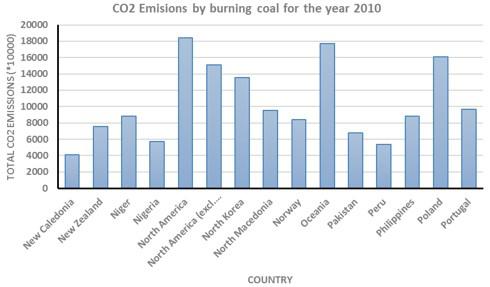 CO2 Emisions by burning coal for the year 2010
TOTAL CO2 EMISSIONS (*10000)
20000
18000
16000
14000
12000
10000
8000
6000
4000
2000
0
New Caledonia
New Zealand
Niger
Nigeria
North America
North America (excl....
North Korea
North Macedonia
Norway
Oceania
Pakistan
Peru
Philippines
Poland
Portugal
COUNTRY